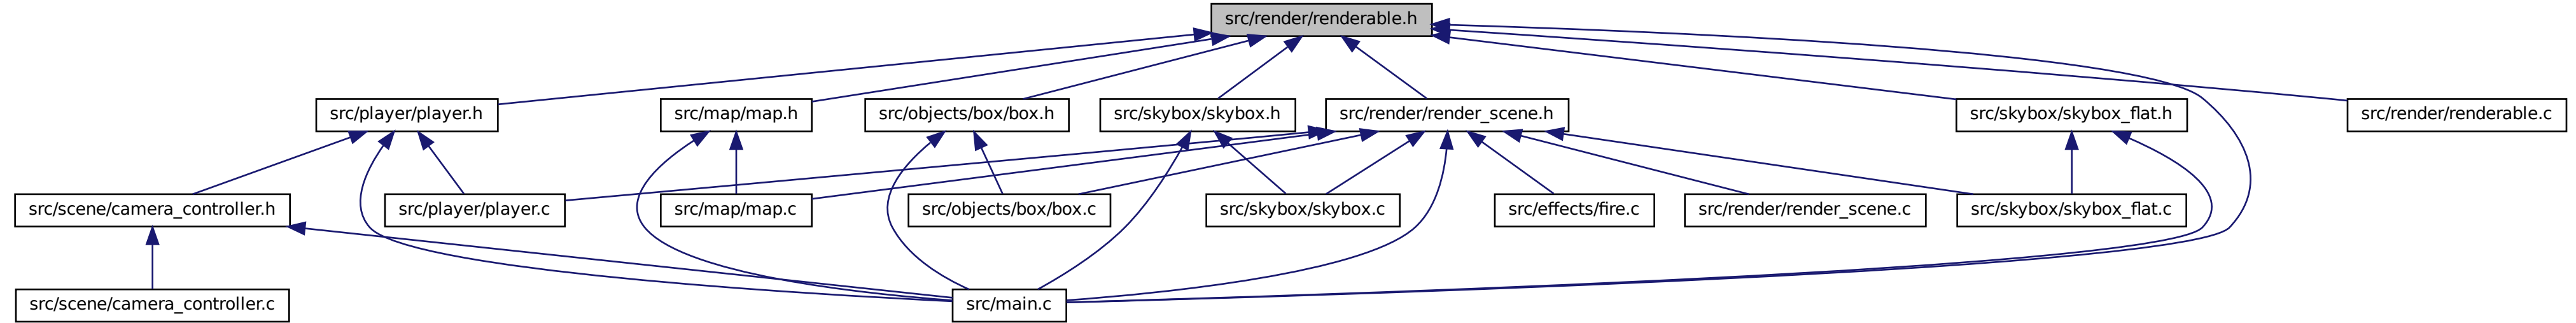 src/render/renderable.h
src/player/player.h
src/map/map.h
src/objects/box/box.h
src/skybox/skybox.h
src/render/render_scene.h
src/skybox/skybox_flat.h
src/render/renderable.c
src/scene/camera_controller.h
src/player/player.c
src/map/map.c
src/objects/box/box.c
src/skybox/skybox.c
src/effects/fire.c
src/render/render_scene.c
src/skybox/skybox_flat.c
src/scene/camera_controller.c
src/main.c